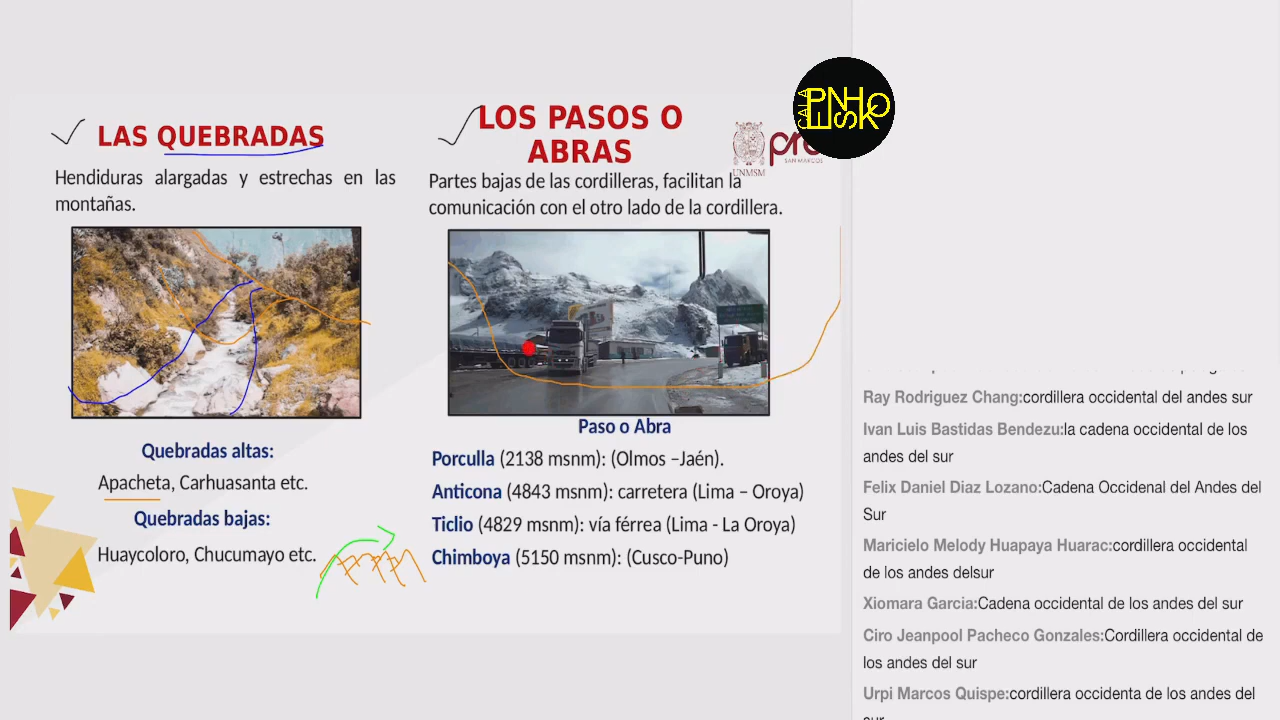 LAS QUEBRADAS
Hendiduras alargadas y estrechas en las
montañas.
Quebradas altas:
Apacheta, Carhuasanta etc.
Quebradas bajas:
Huaycoloro, Chucumayo etc.
LOS PASOS O
ABRAS
Partes bajas de las cordilleras, facilitan la
comunicación con el otro lado de la cordillera.
Paso o Abra
Porculla (2138 msnm): (Olmos –Jaén).
Anticona (4843 msnm): carretera (Lima – Oroya)
Ticlio (4829 msnm): vía férrea (Lima - La Oroya)
Chimboya (5150 msnm): (Cusco-Puno)
UNMSM
SAN MARCOS
Ray Rodriguez Chang:cordillera occidental del andes sur
Ivan Luis Bastidas Bendezu:la cadena occidental de los
andes del sur
Felix Daniel Diaz Lozano:Cadena Occidenal del Andes del
Sur
Maricielo Melody Huapaya Huarac:cordillera occidental
de los andes delsur
Xiomara Garcia:Cadena occidental de los andes del sur
Ciro Jeanpool Pacheco Gonzales:Cordillera occidental de
los andes del sur
Urpi Marcos Quispe:cordillera occidenta de los andes del
sur